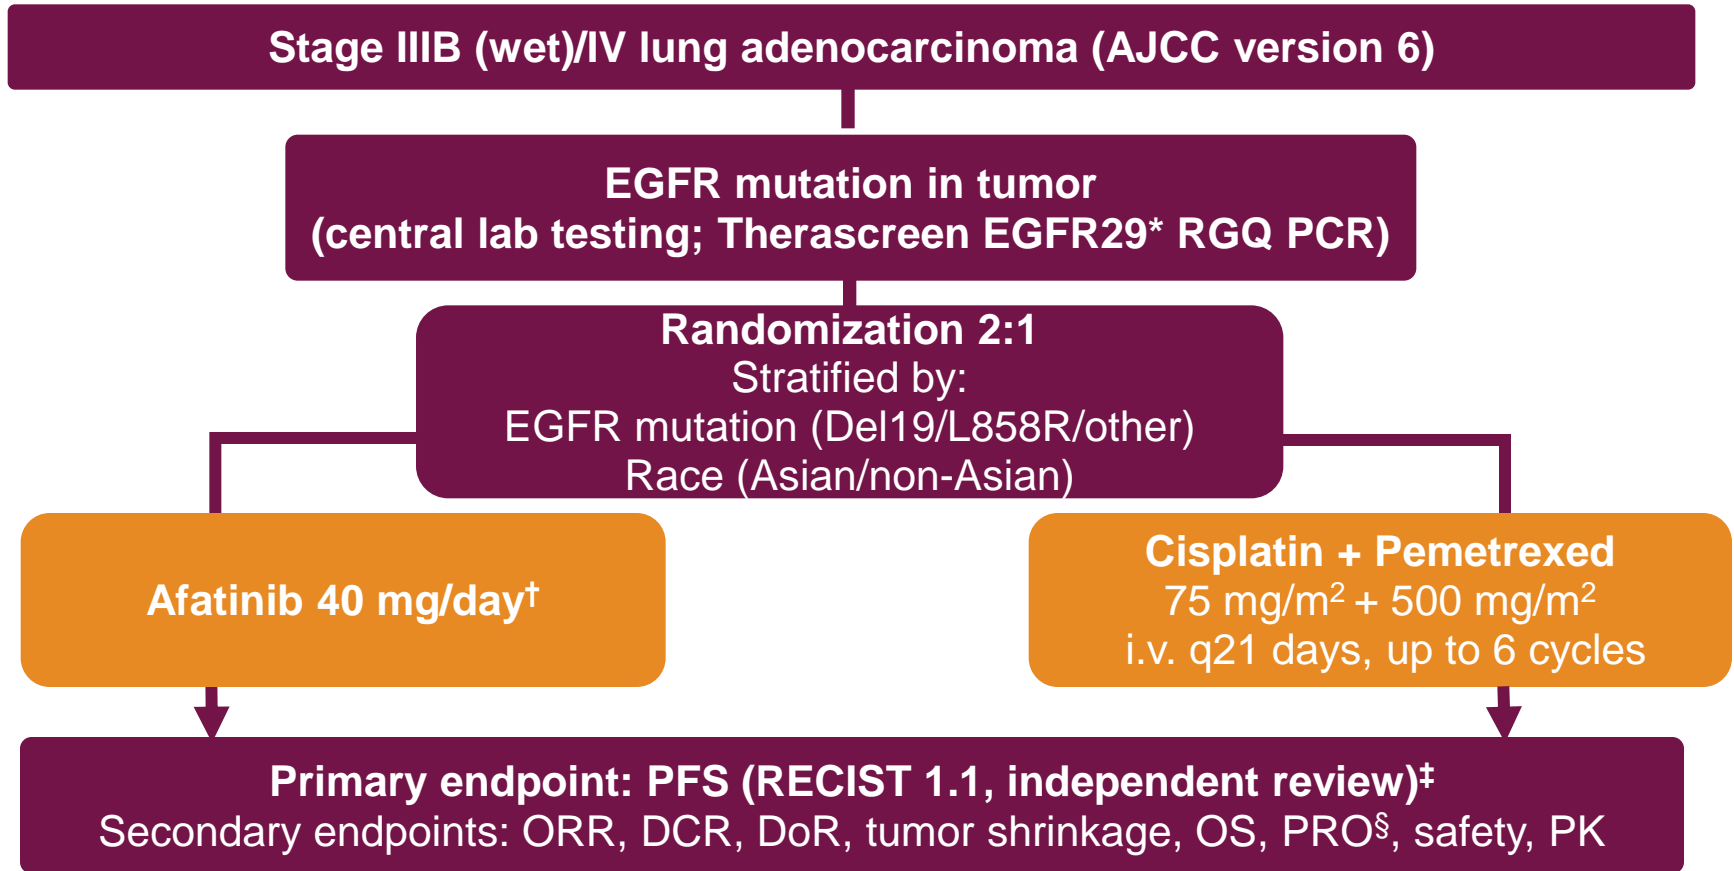 Stage IIIB (wet)/IV lung adenocarcinoma (AJCC version 6)
EGFR mutation in tumor
(central lab testing; Therascreen EGFR29* RGQ PCR)
Randomization 2:1
Stratified by:
EGFR mutation (Del19/L858R/other)
Race (Asian/non-Asian)
Afatinib 40 mg/day†
Cisplatin + Pemetrexed
75 mg/m² + 500 mg/m²
i.v. q21 days, up to 6 cycles
Primary endpoint: PFS (RECIST 1.1, independent review)‡
Secondary endpoints: ORR, DCR, DoR, tumor shrinkage, OS, PRO§, safety, PK